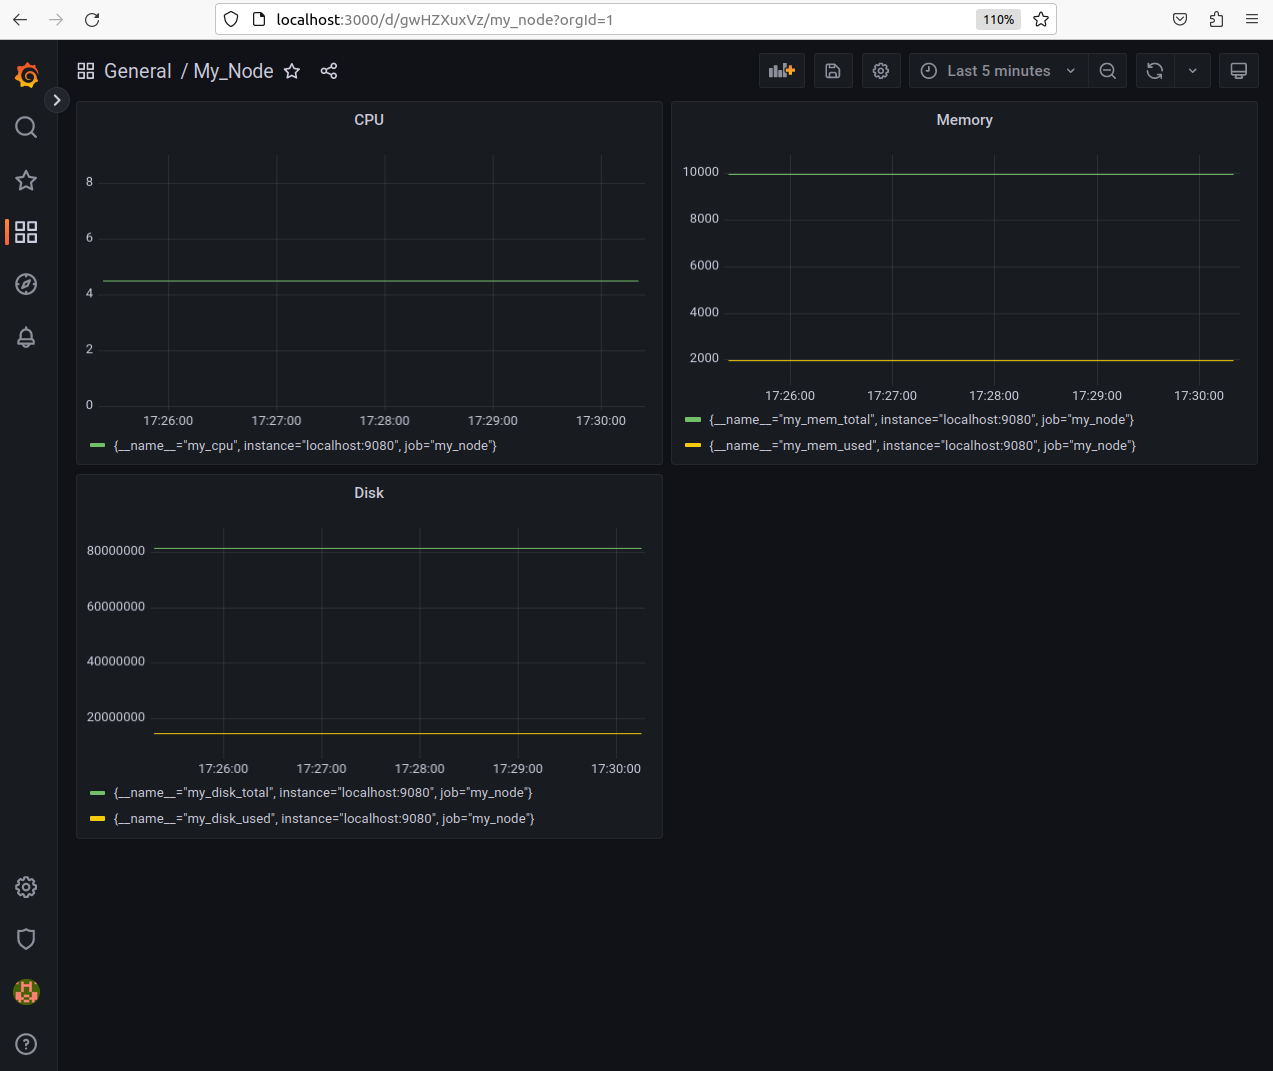 localhost:3000/d/gwHZXuxVz/my_node?orgId=1 110%
General / My_Node Last 5 minutes
CPU
8
6
4
2
0
17:26:00 17:27:00 17:28:00 17:29:00 17:30:00
{__name__="my_cpu", instance="localhost:9080", job="my_node"}
Memory
10000
8000
6000
4000
2000
17:26:00 17:27:00 17:28:00 17:29:00 17:30:00
{__name__="my_mem_total", instance="localhost:9080", job="my_node"}
{__name__="my_mem_used", instance="localhost:9080", job="my_node"}
Disk
80000000
60000000
40000000
20000000
17:26:00 17:27:00 17:28:00 17:29:00 17:30:00
{__name__="my_disk_total", instance="localhost:9080", job="my_node"}
{__name__="my_disk_used", instance="localhost:9080", job="my_node"}